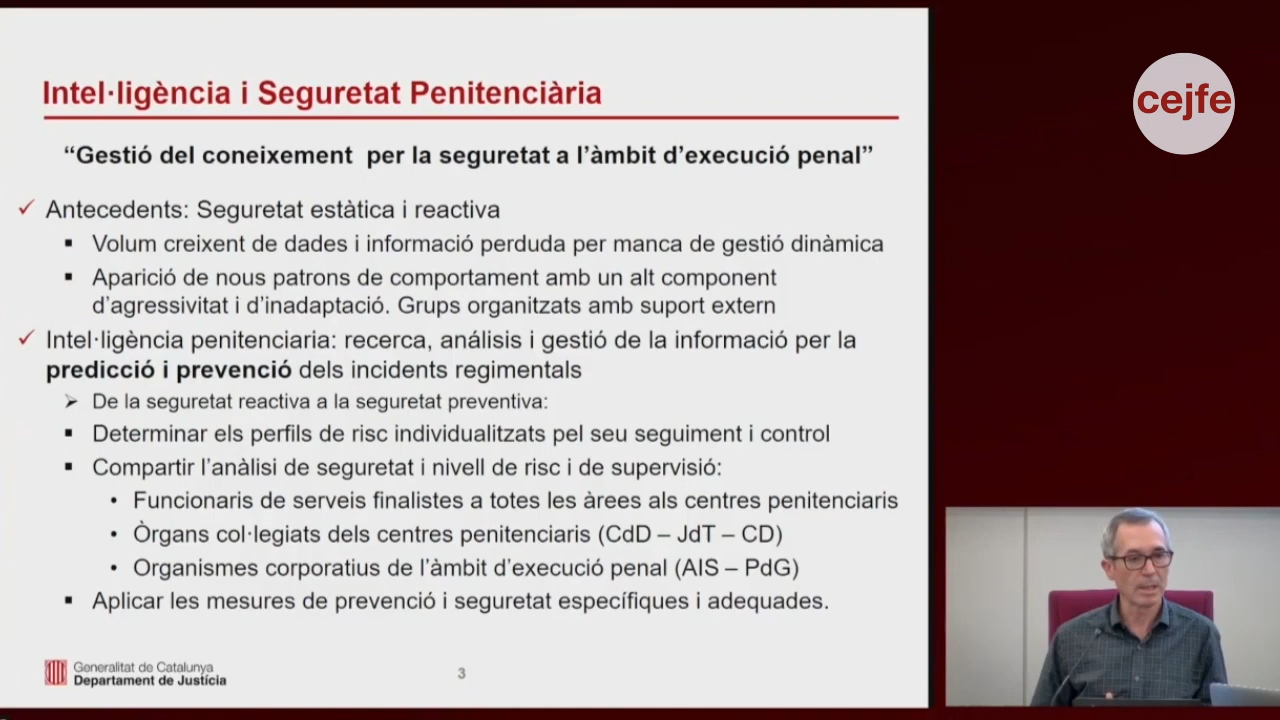 Intel·ligència i Seguretat Penitenciària
“Gestió del coneixement per la seguretat a l’àmbit d’execució penal”
Antecedents: Seguretat estàtica i reactiva
Volum creixent de dades i informació perduda per manca de gestió dinàmica
Aparició de nous patrons de comportament amb un alt component
d’agressivitat i d’inadaptació. Grups organitzats amb suport extern
Intel·ligència penitenciaria: recerca, análisis i gestió de la informació per la
predicció i prevenció dels incidents regimentals
De la seguretat reactiva a la seguretat preventiva:
Determinar els perfils de risc individualitzats pel seu seguiment i control
Compartir l’anàlisi de seguretat i nivell de risc i de supervisió:
Funcionaris de serveis finalistes a totes les àrees als centres penitenciaris
Òrgans col·legiats dels centres penitenciaris (CdD – JdT – CD)
Organismes corporatius de l’àmbit d’execució penal (AIS – PdG)
Aplicar les mesures de prevenció i seguretat específiques i adequades.
Generalitat de Catalunya
Departament de Justícia
3
cejfe